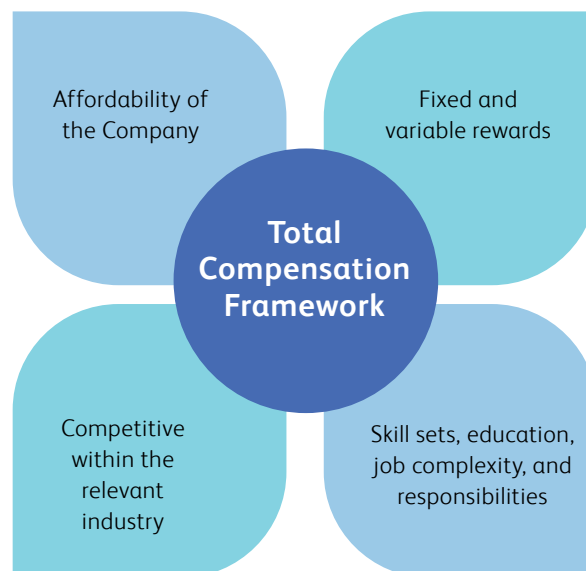 Affordability of
the Company
Fixed and
variable rewards
Total
Compensation
Framework
Competitive
within the
relevant
industry
Skill sets, education,
job complexity, and
responsibilities